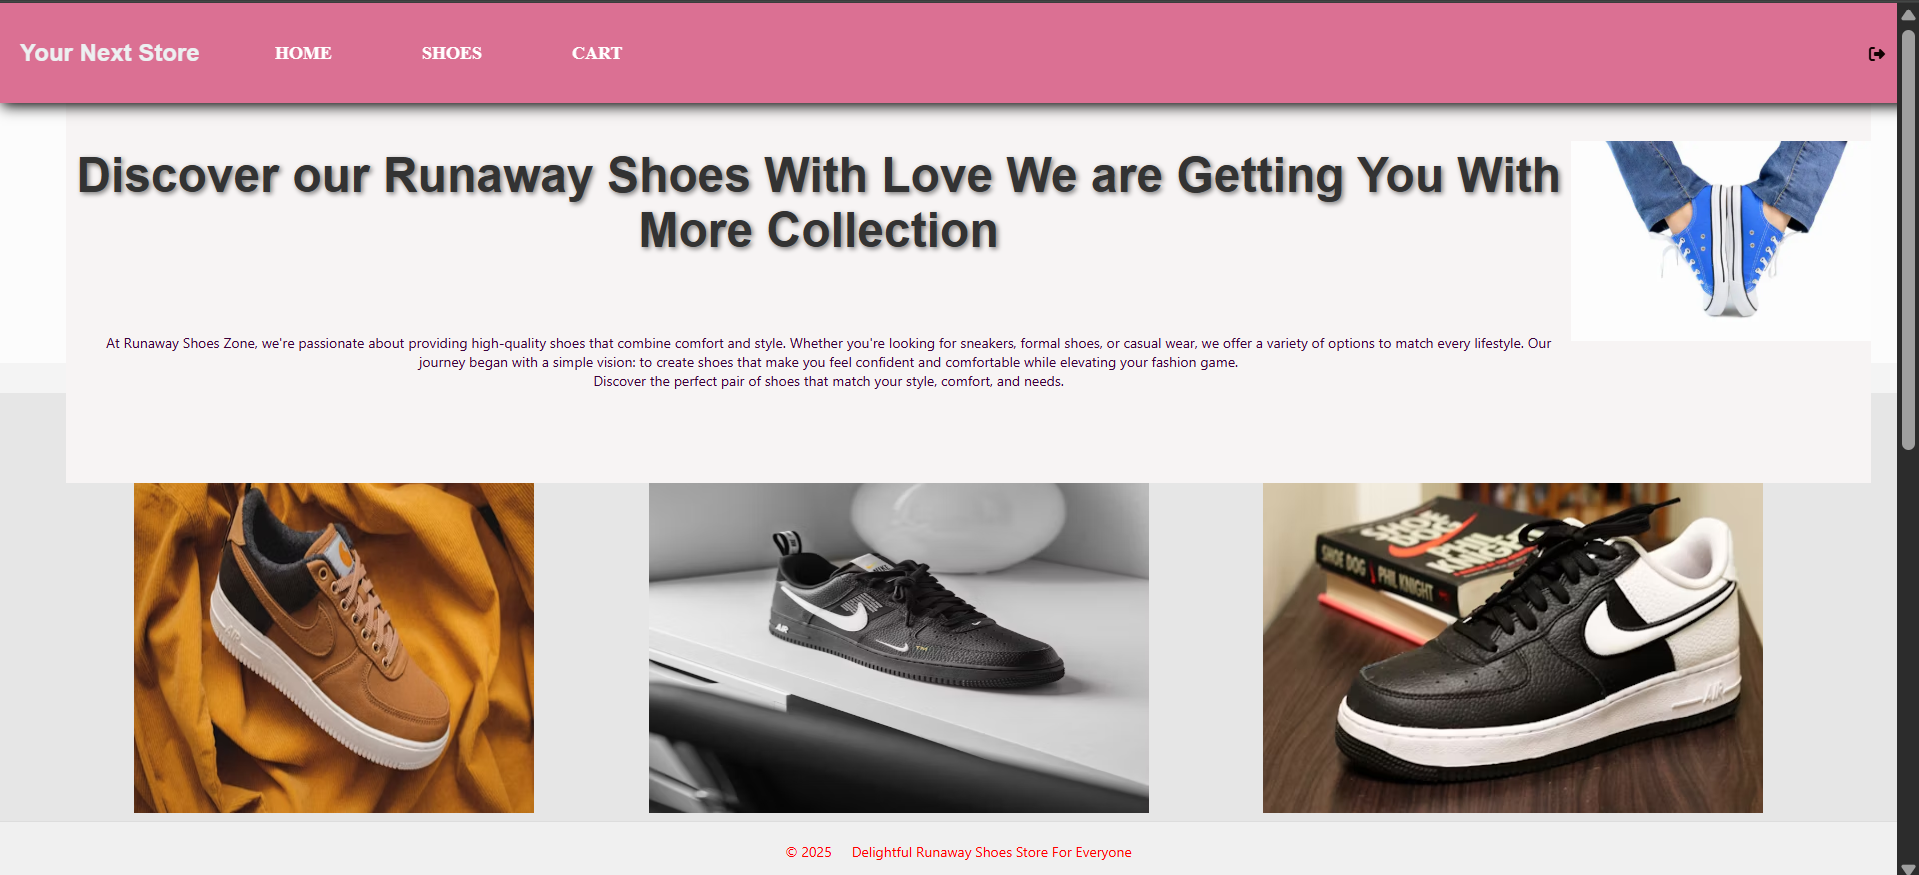 Your Next Store
HOME
SHOES
CART
Discover our Runaway Shoes With Love We are Getting You With
More Collection
At Runaway Shoes Zone, we're passionate about providing high-quality shoes that combine comfort and style. Whether you're looking for sneakers, formal shoes, or casual wear, we offer a variety of options to match every lifestyle. Our
journey began with a simple vision: to create shoes that make you feel confident and comfortable while elevating your fashion game.
Discover the perfect pair of shoes that match your style, comfort, and needs.
AIR
AIR
SHOE DOG PHIL KNIGHT
AIR
© 2025 Delightful Runaway Shoes Store For Everyone